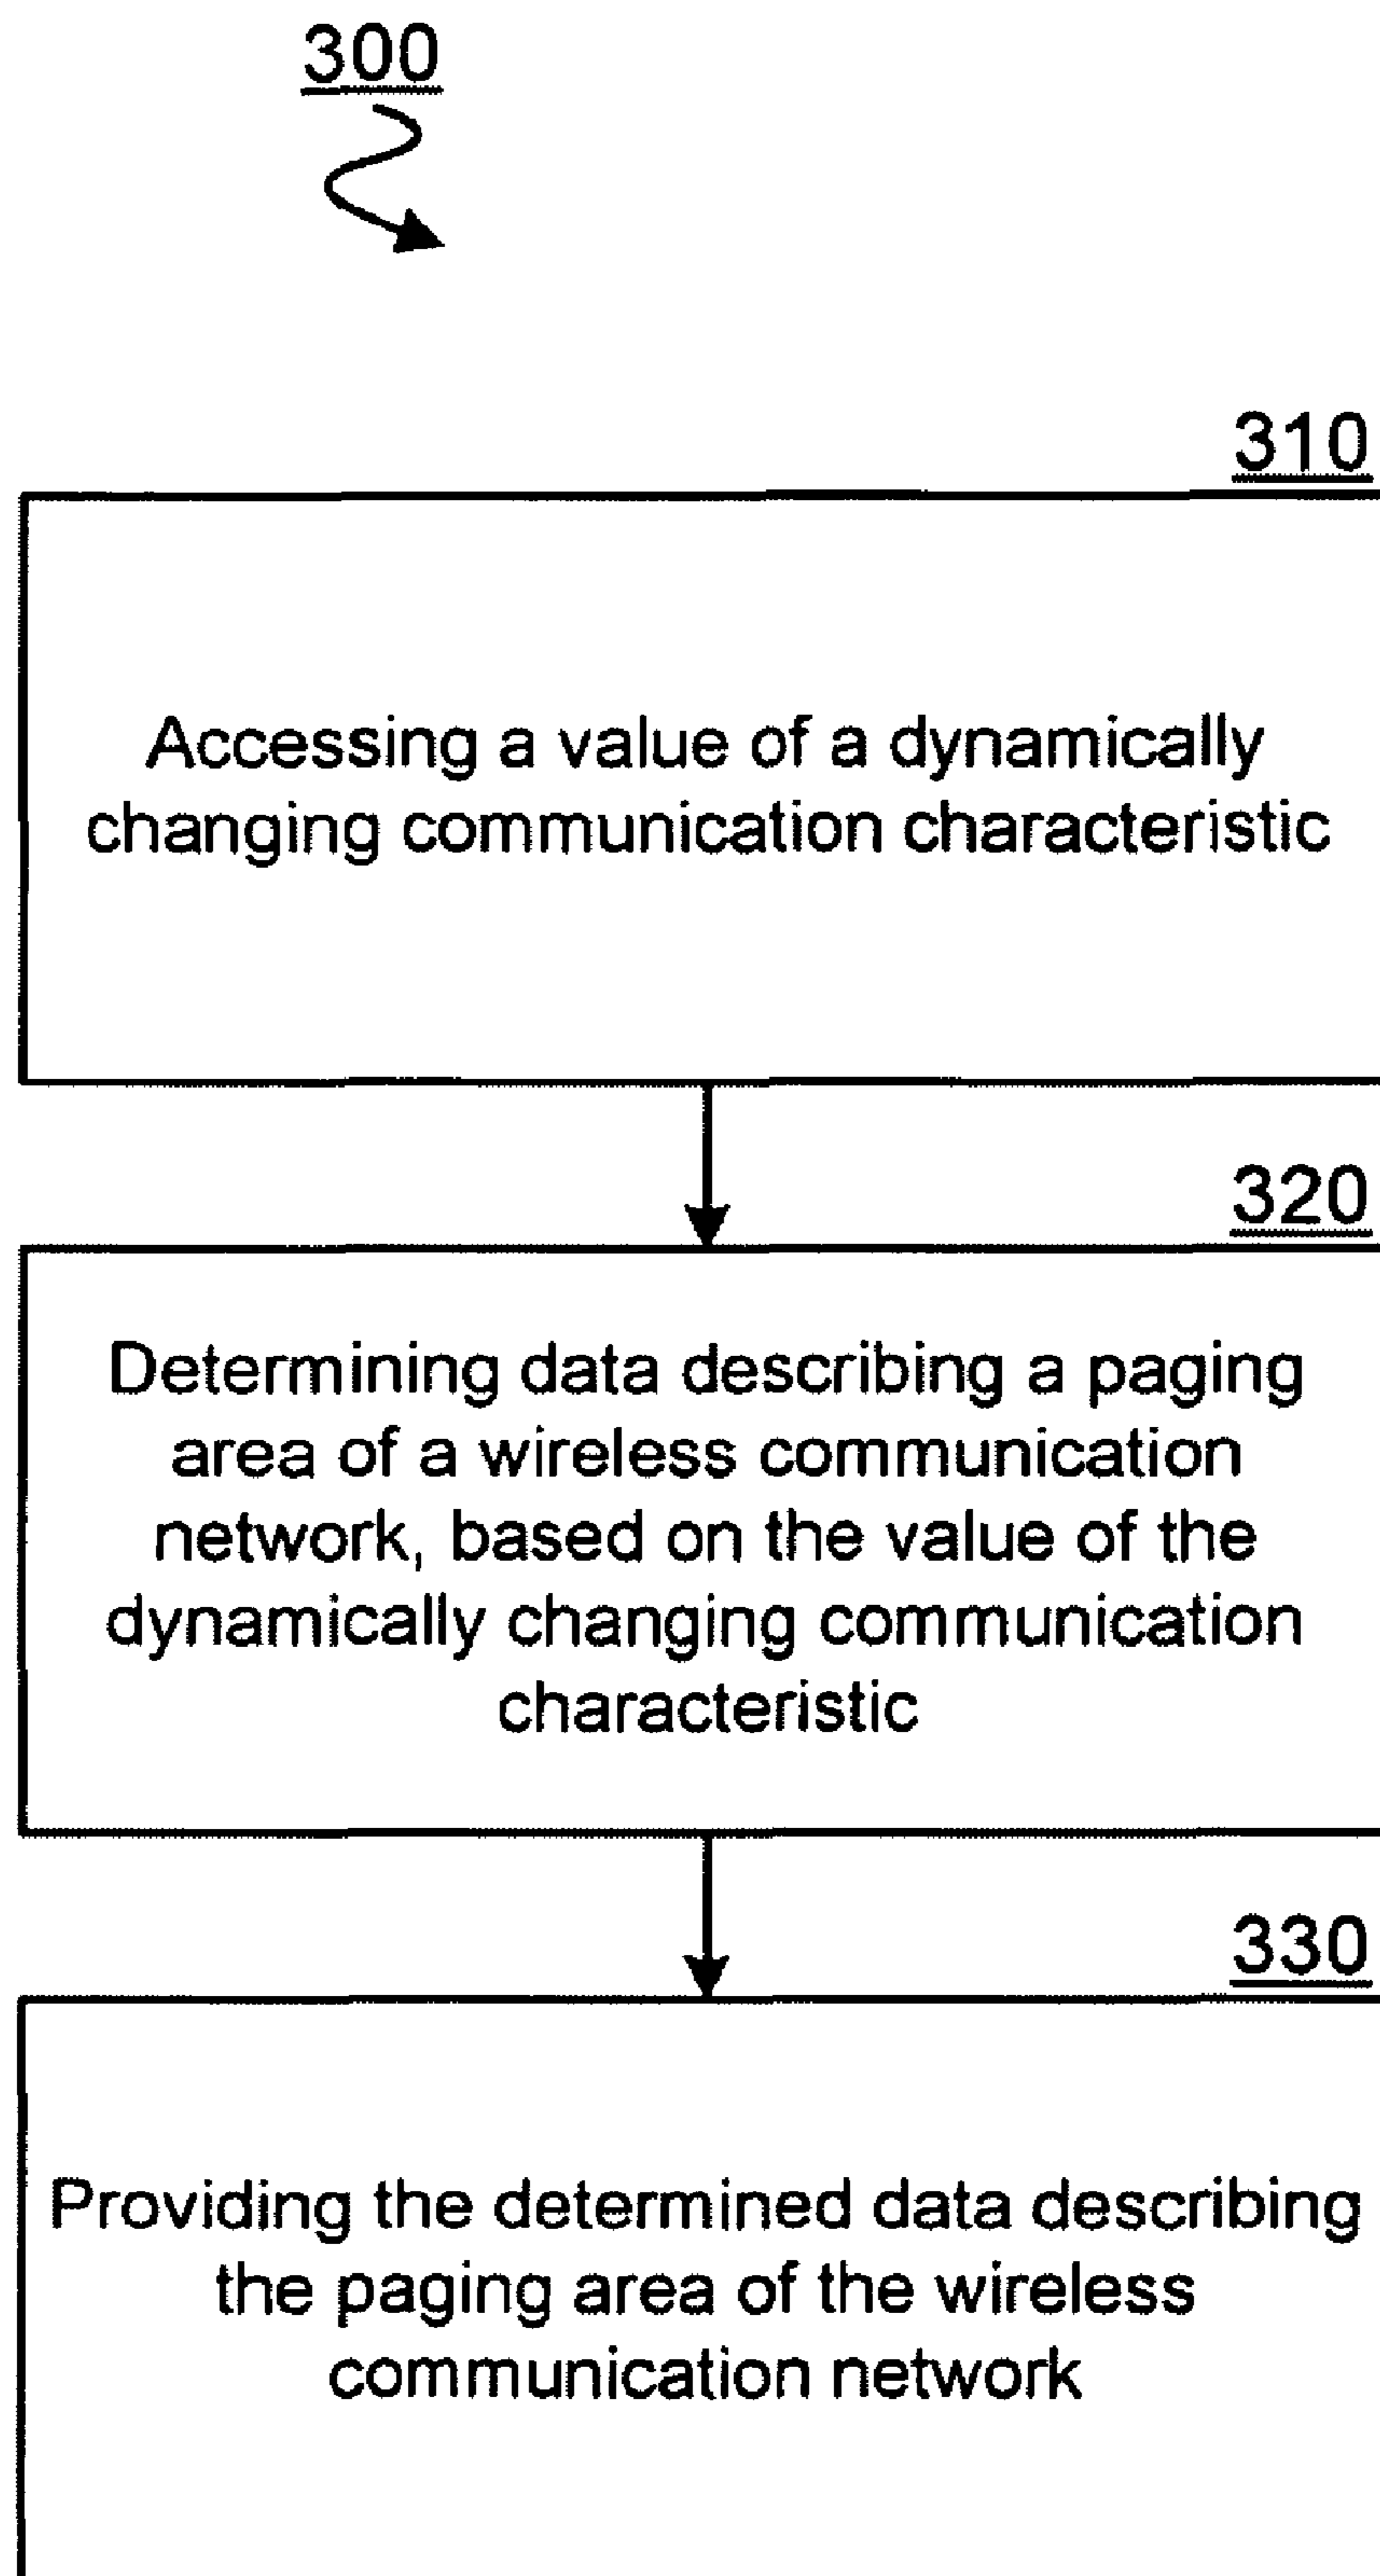 300
310
Accessing a value of a dynamically
changing communication characteristic
320
Determining data describing a paging
area of a wireless communication
network, based on the value of the
dynamically changing communication
characteristic
330
Providing the determined data describing
the paging area of the wireless
communication network